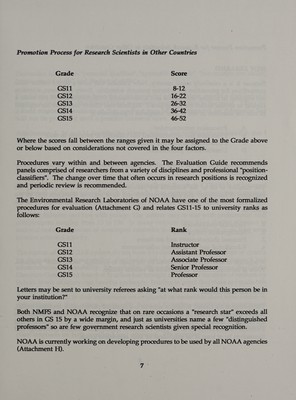 Promotion Process for Research Scientists in Other Countries
Grade Score
GS11 8-12
GS12 16-22
GS13 26-32
GS14 36-42
GS15 46-52
Where the scores fall between the ranges given it may be assigned to the Grade above
or below based on considerations not covered in the four factors.
Procedures vary within and between agencies. The Evaluation Guide recommends
panels comprised of researchers from a variety of disciplines and professional "position-
classifiers". The change over time that often occurs in research positions is recognized
and periodic review is recommended.
The Environmental Research Laboratories of NOAA have one of the most formalized
procedures for evaluation (Attachment G) and relates GS11-15 to university ranks as
follows:
Grade Rank
GS11 Instructor
GS12 Assistant Professor
GS13 Associate Professor
GS14 Senior Professor
GS15 Professor
Letters may be sent to university referees asking "at what rank would this person be in
your institution?"
Both NMFS and NOAA recognize that on rare occasions a "research star" exceeds all
others in GS 15 by a wide margin, and just as universities name a few "distinguished
professors" so are few government research scientists given special recognition.
NOAA is currently working on developing procedures to be used by all NOAA agencies
(Attachment H).
7